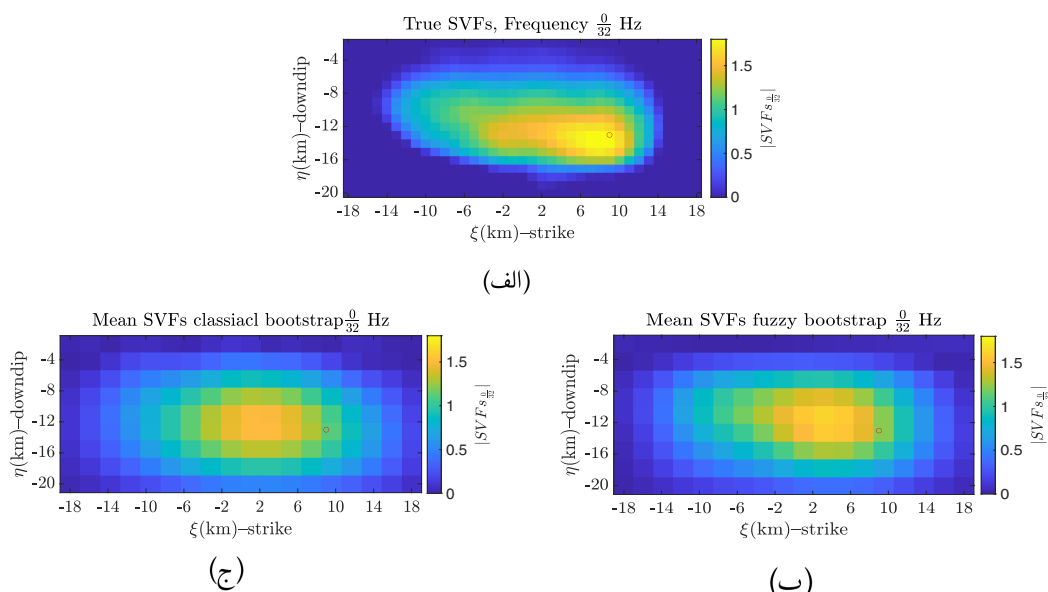 True SVFs, Frequency 0/32 Hz
η(km)–downdip
-4
-8
-12
-16
-20
-18 -14 -10 -6 -2 2 6 10 14 18
ξ(km)–strike
1.5
1
0.5
0
|SVFs 0/32|
(الف)
Mean SVFs classiacl bootstrap 0/32 Hz
η(km)–downdip
-4
-8
-12
-16
-20
-18 -14 -10 -6 -2 2 6 10 14 18
ξ(km)–strike
1.5
1
0.5
0
|SVFs 0/32|
(ج)
Mean SVFs fuzzy bootstrap 0/32 Hz
η(km)–downdip
-4
-8
-12
-16
-20
-18 -14 -10 -6 -2 2 6 10 14 18
ξ(km)–strike
1.5
1
0.5
0
|SVFs 0/32|
(ب)